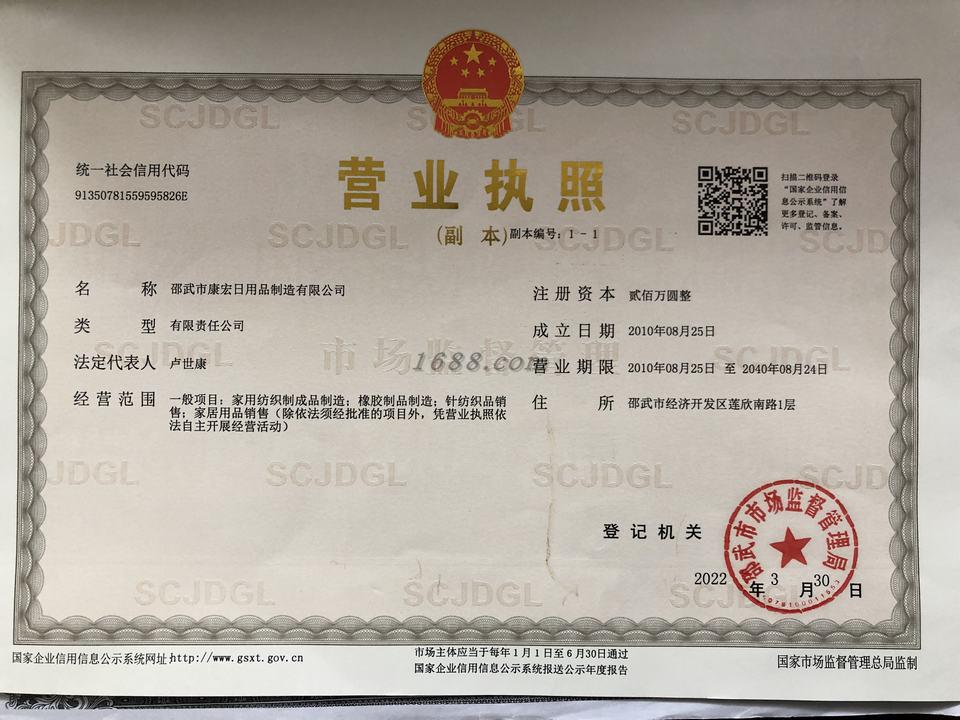 统一社会信用代码
91350781559595826E
营业执照
(副 本)副本编号：1-1
扫描二维码登录
“国家企业信用信
息公示系统”了解
更多登记、备案、
许可、监管信息。
名 称 邵武市康宏日用品制造有限公司
类 型 有限责任公司
法定代表人 卢世康
经营范围 一般项目：家用纺织制成品制造；橡胶制品制造；针纺织品销
售；家居用品销售（除依法须经批准的项目外，凭营业执照依
法自主开展经营活动）
注册资本 贰佰万圆整
成立日期 2010年08月25日
营业期限 2010年08月25日 至 2040年08月24日
住 所 邵武市经济开发区莲欣南路1层
SCJDGL
市场监督管理
1688.com
登记机关
邵武市市场监督管理局
2022年3月30日
国家企业信用信息公示系统网址:http://www.gsxt.gov.cn
市场主体应当于每年1月1日至6月30日通过
国家企业信用信息公示系统报送公示年度报告
国家市场监督管理总局监制